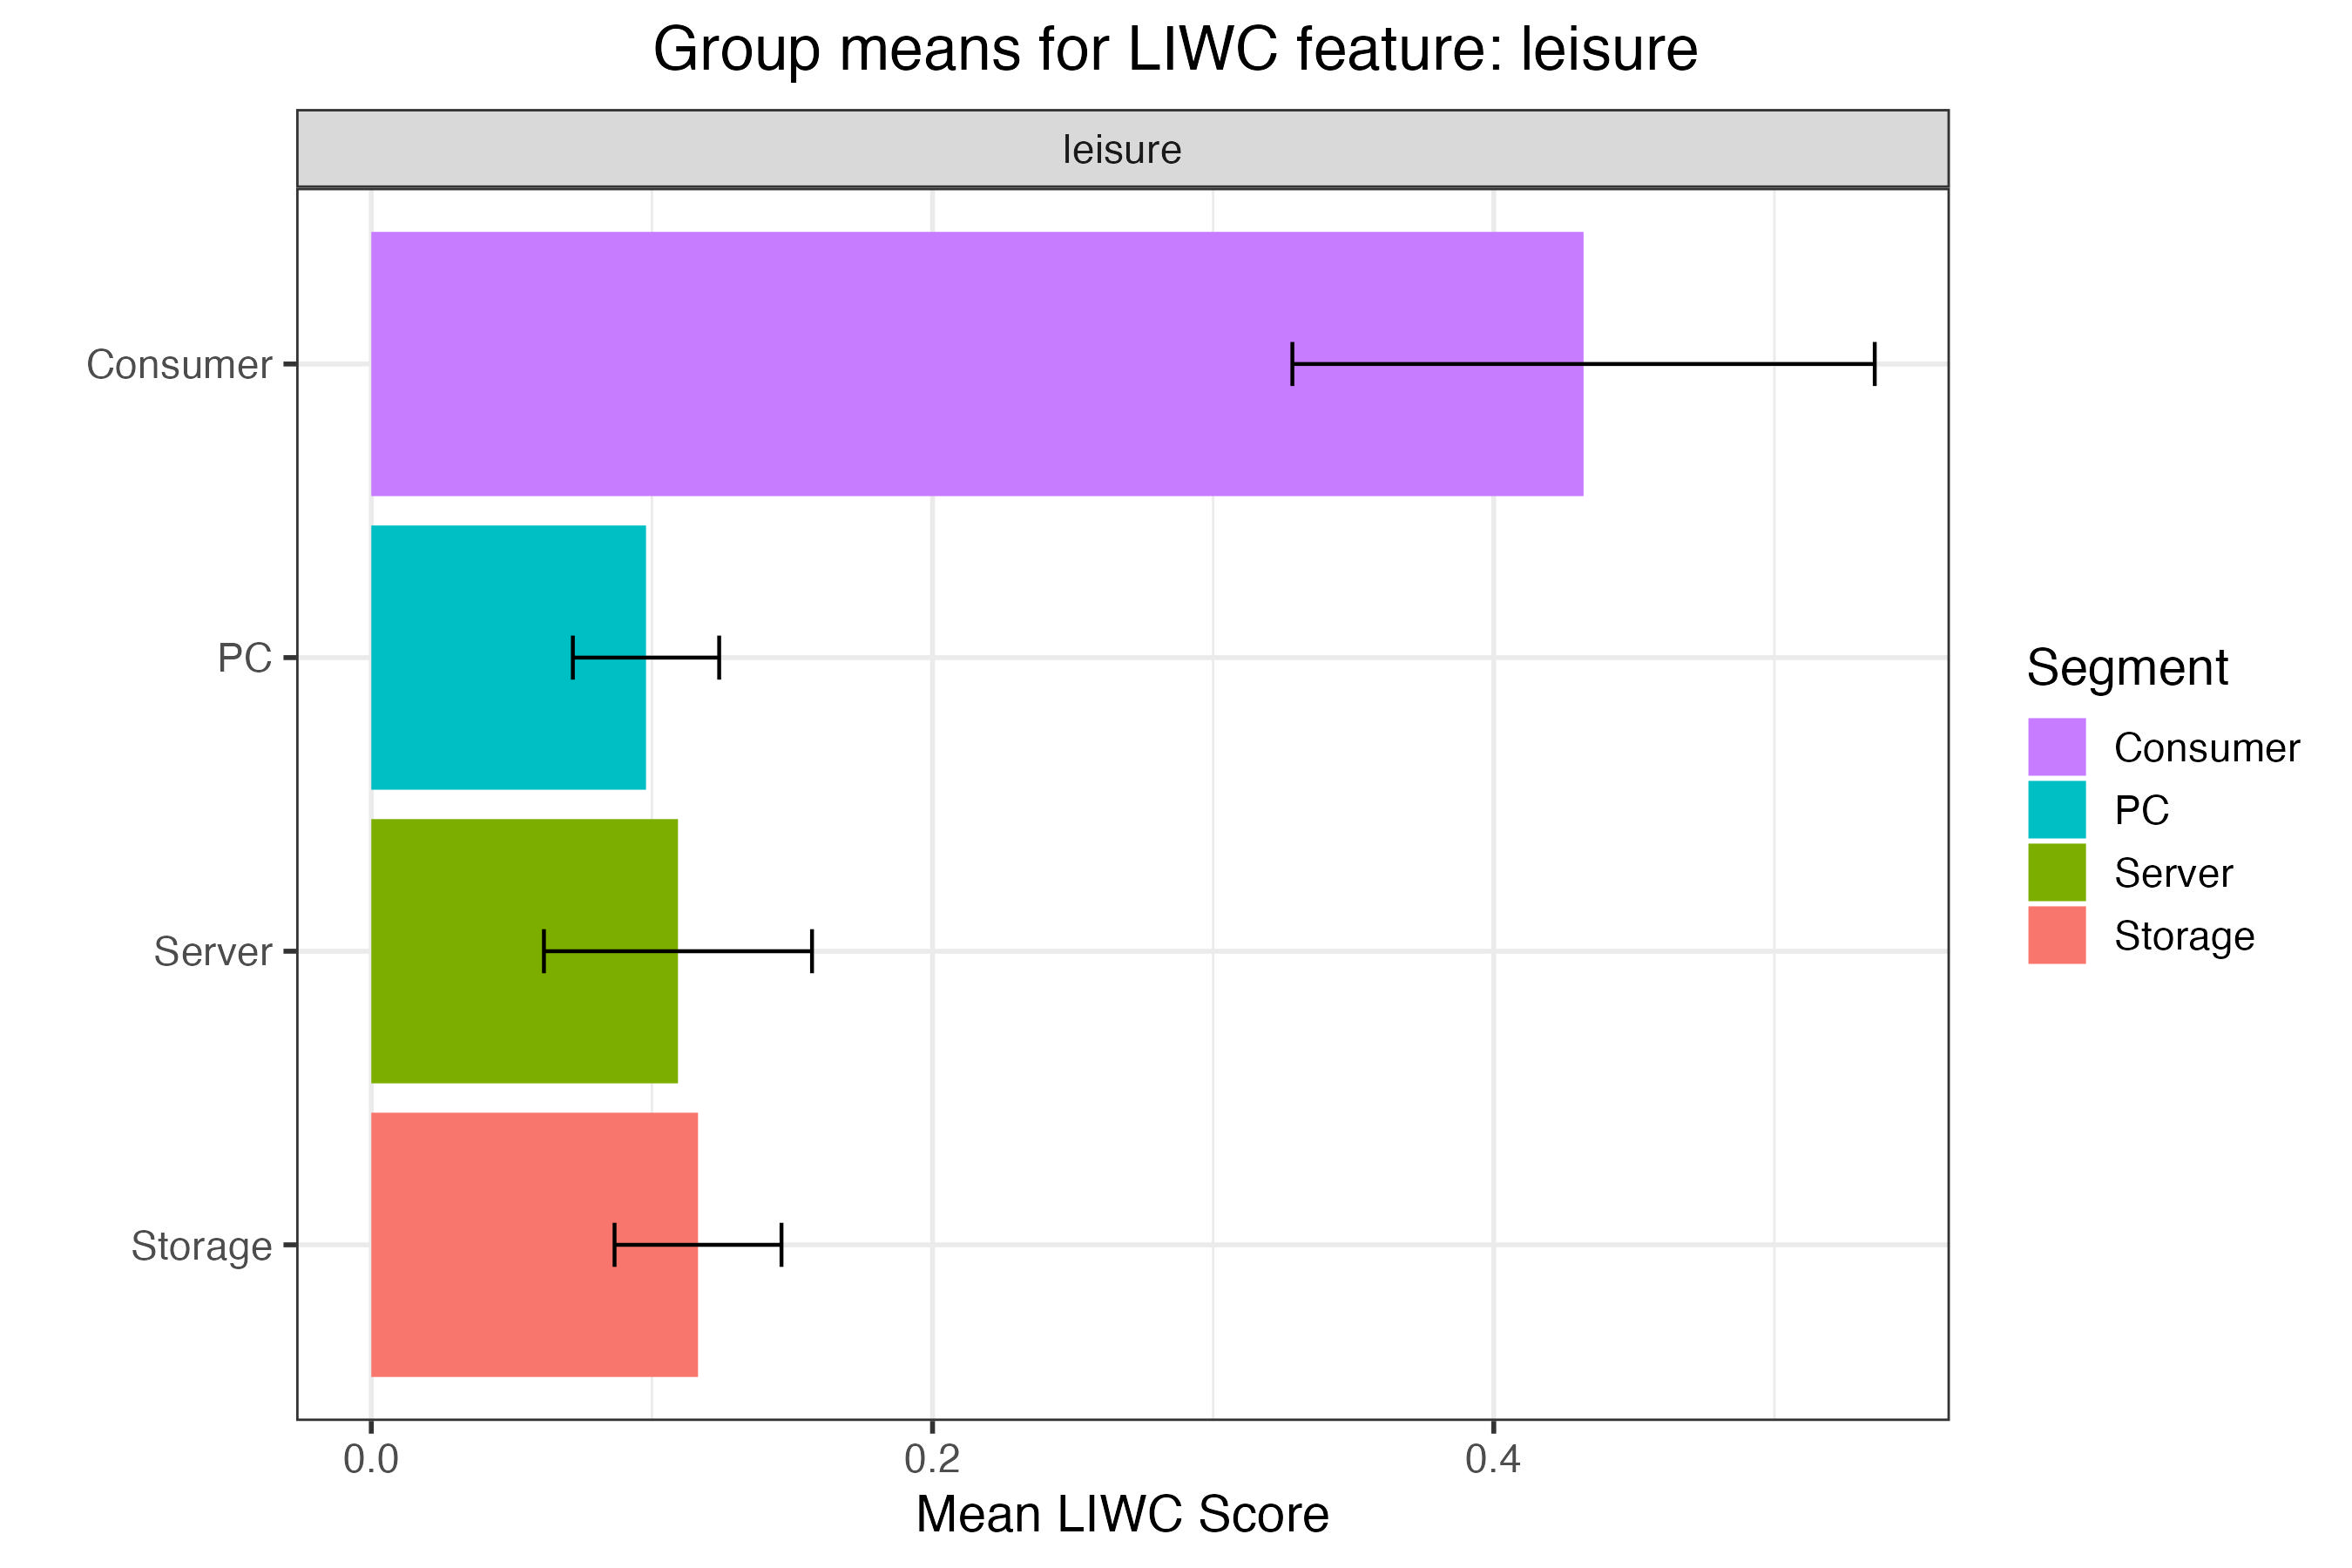 Group means for LIWC feature: leisure
leisure
Consumer
PC
Server
Storage
0.0 0.2 0.4
Mean LIWC Score
Segment
Consumer
PC
Server
Storage